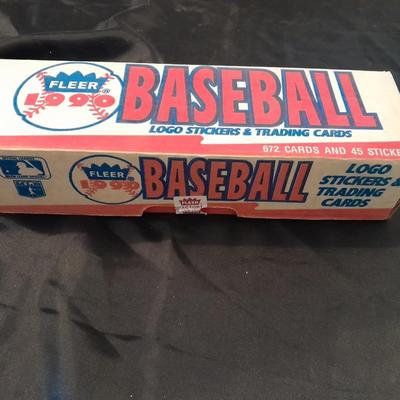 FLEER®
1990
BASEBALL
LOGO STICKERS & TRADING CARDS
672 CARDS AND 45 STICKE
FLEER
1990
BASEBALL
LOGO
STICKERS &
TRADING
CARDS
FLEER